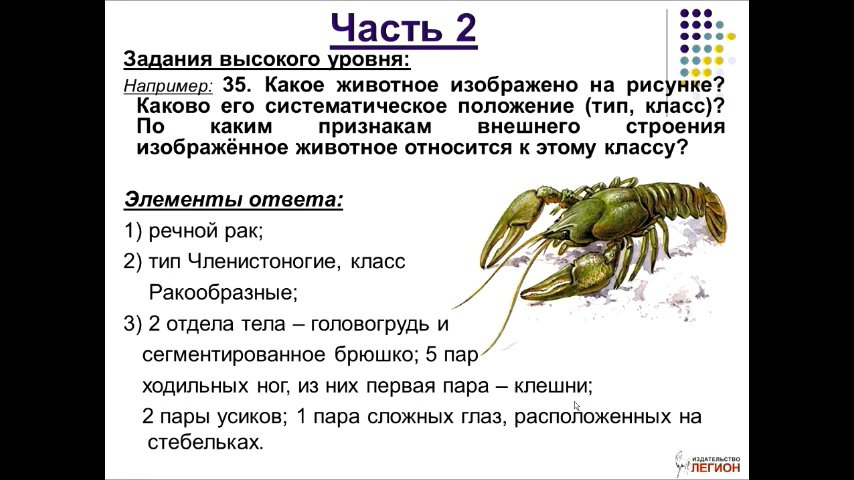 Часть 2
Задания высокого уровня:
Например: 35. Какое животное изображено на рисунке?
Каково его систематическое положение (тип, класс)?
По каким признакам внешнего строения
изображённое животное относится к этому классу?
Элементы ответа:
1) речной рак;
2) тип Членистоногие, класс
Ракообразные;
3) 2 отдела тела – головогрудь и
сегментированное брюшко; 5 пар
ходильных ног, из них первая пара – клешни;
2 пары усиков; 1 пара сложных глаз, расположенных на
стебельках.
ИЗДАТЕЛЬСТВО
ЛЕГИОН